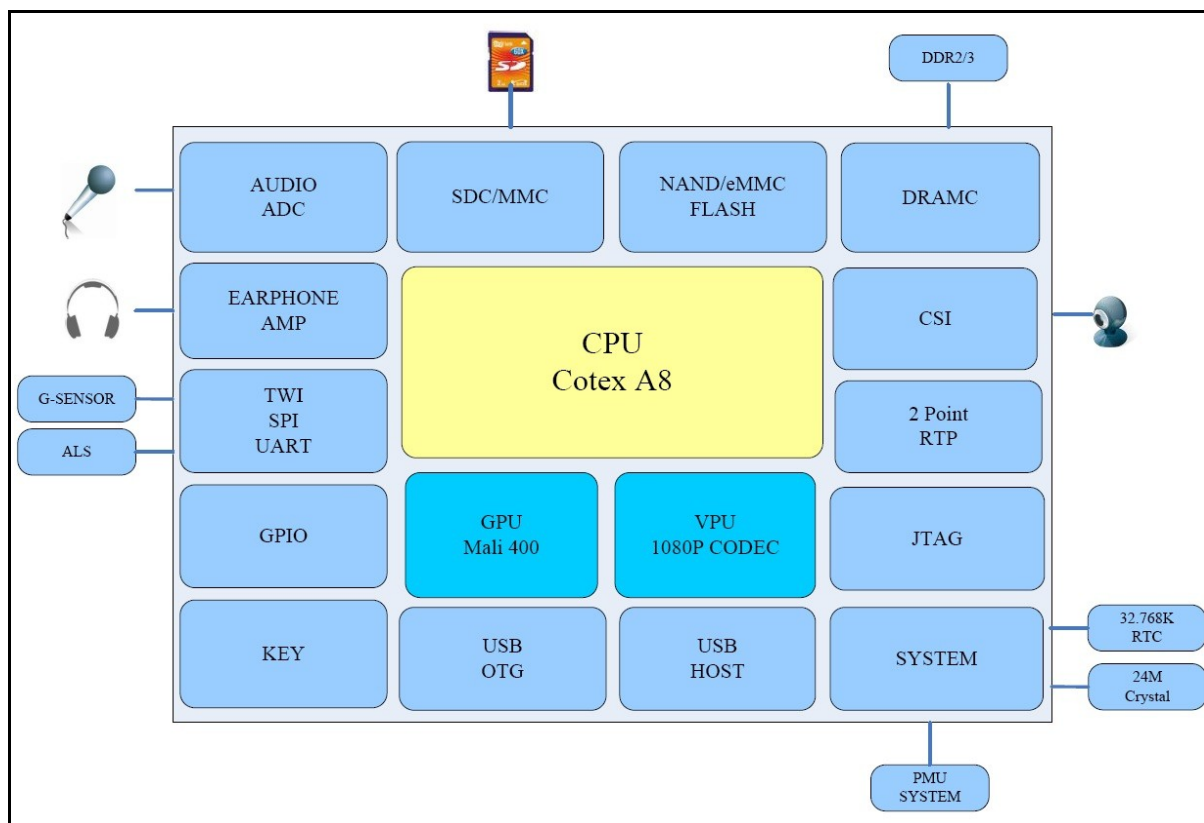 DDR2/3
AUDIO
ADC
SDC/MMC
NAND/eMMC
FLASH
DRAMC
EARPHONE
AMP
CPU
Cotex A8
CSI
G-SENSOR
ALS
TWI
SPI
UART
2 Point
RTP
GPIO
GPU
Mali 400
VPU
1080P CODEC
JTAG
KEY
USB
OTG
USB
HOST
SYSTEM
32.768K
RTC
24M
Crystal
PMU
SYSTEM